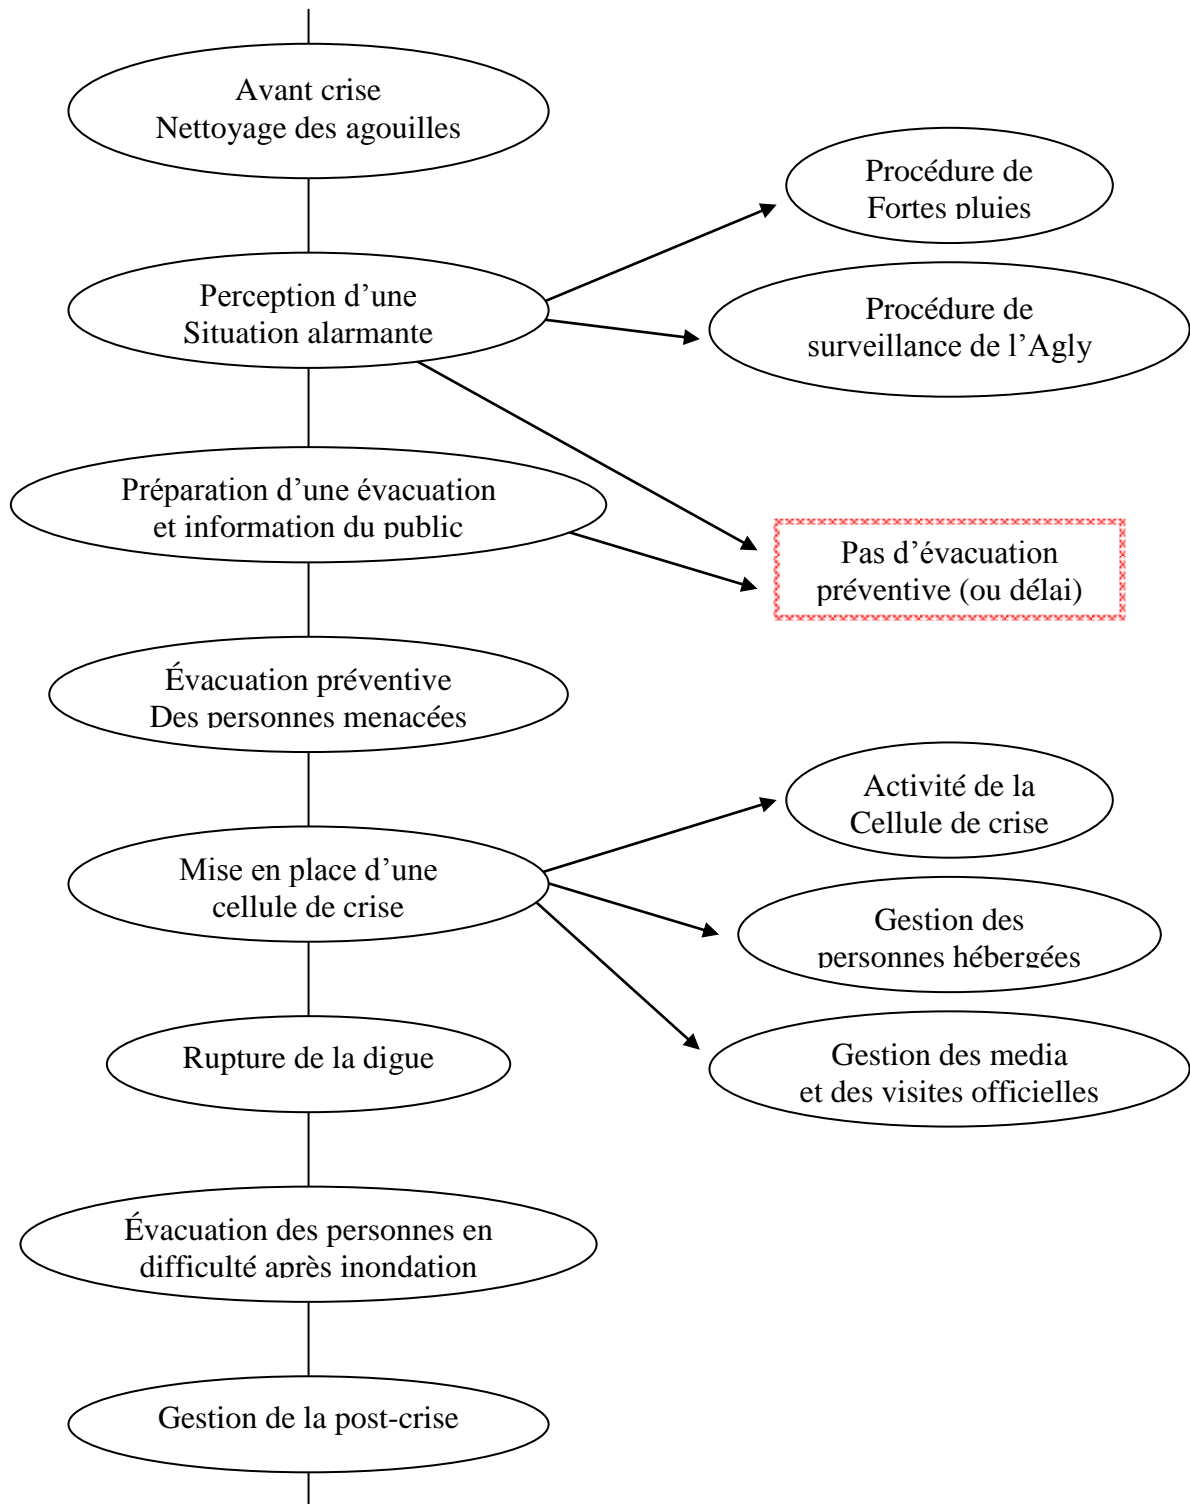 Avant crise
Nettoyage des agouilles
Procédure de
Fortes pluies
Perception d’une
Situation alarmante
Procédure de
surveillance de l’Agly
Préparation d’une évacuation
et information du public
Pas d’évacuation
préventive (ou délai)
Évacuation préventive
Des personnes menacées
Activité de la
Cellule de crise
Mise en place d’une
cellule de crise
Gestion des
personnes hébergées
Rupture de la digue
Gestion des media
et des visites officielles
Évacuation des personnes en
difficulté après inondation
Gestion de la post-crise